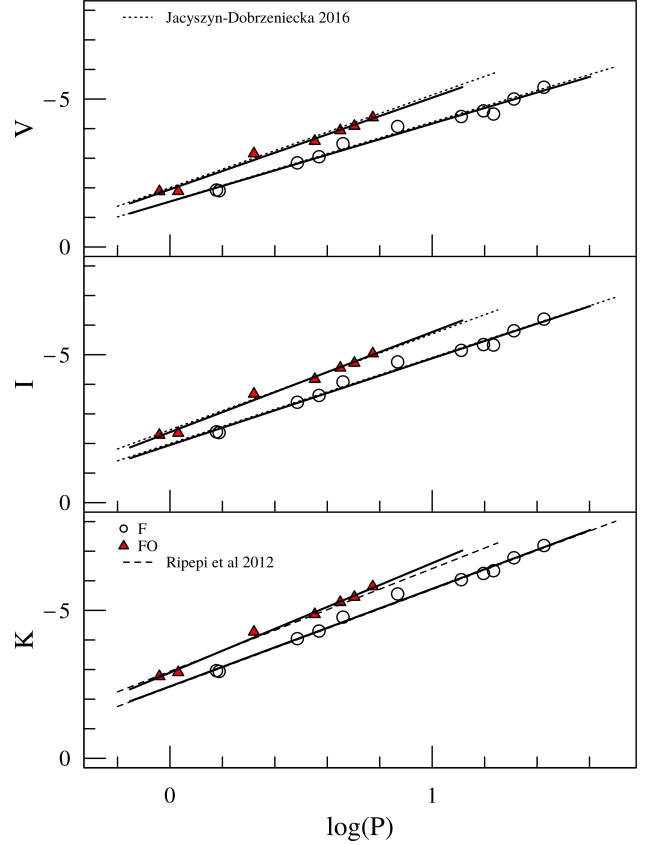 Jacyszyn-Dobrzeniecka 2016
−5
V
0
−5
I
0
F
FO
Ripepi et al 2012
−5
K
0
0 1
log(P)